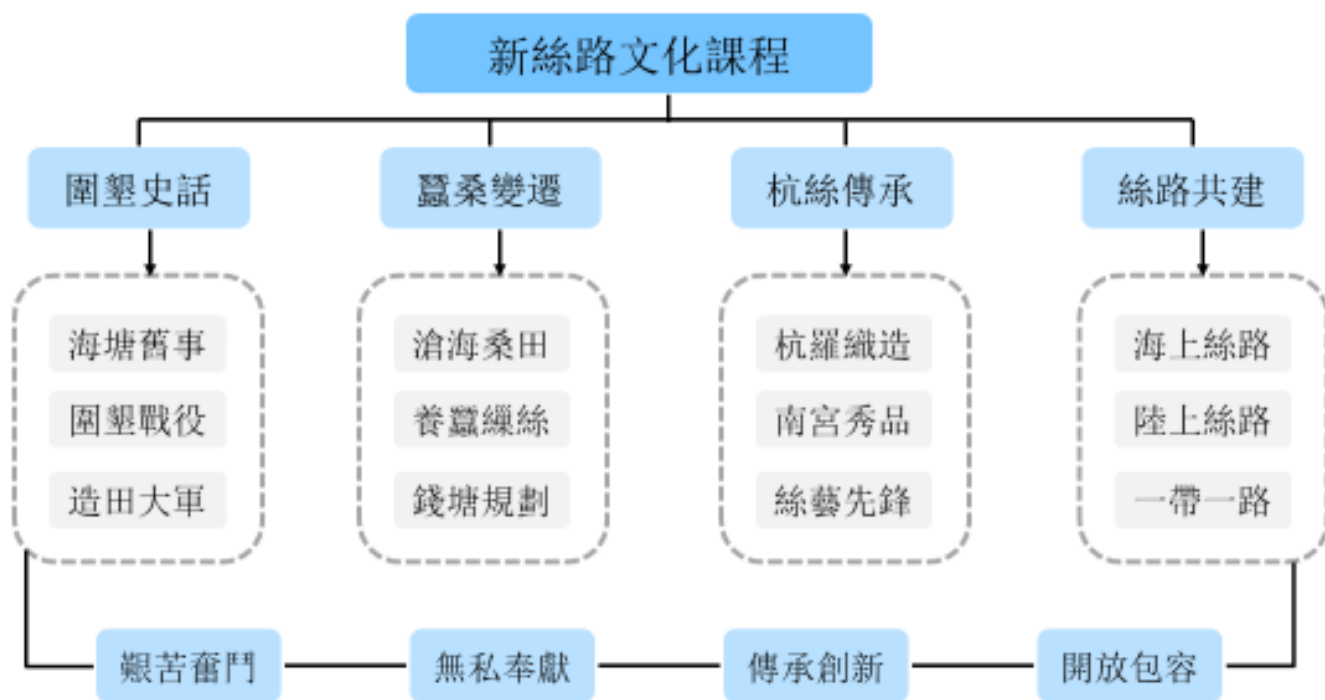 新絲路文化課程
圍墾史話
蠶桑變遷
杭絲傳承
絲路共建
海塘舊事
圍墾戰役
造田大軍
滄海桑田
養蠶繅絲
錢塘規劃
杭羅織造
南宮秀品
絲藝先鋒
海上絲路
陸上絲路
一帶一路
艱苦奮鬥
無私奉獻
傳承創新
開放包容